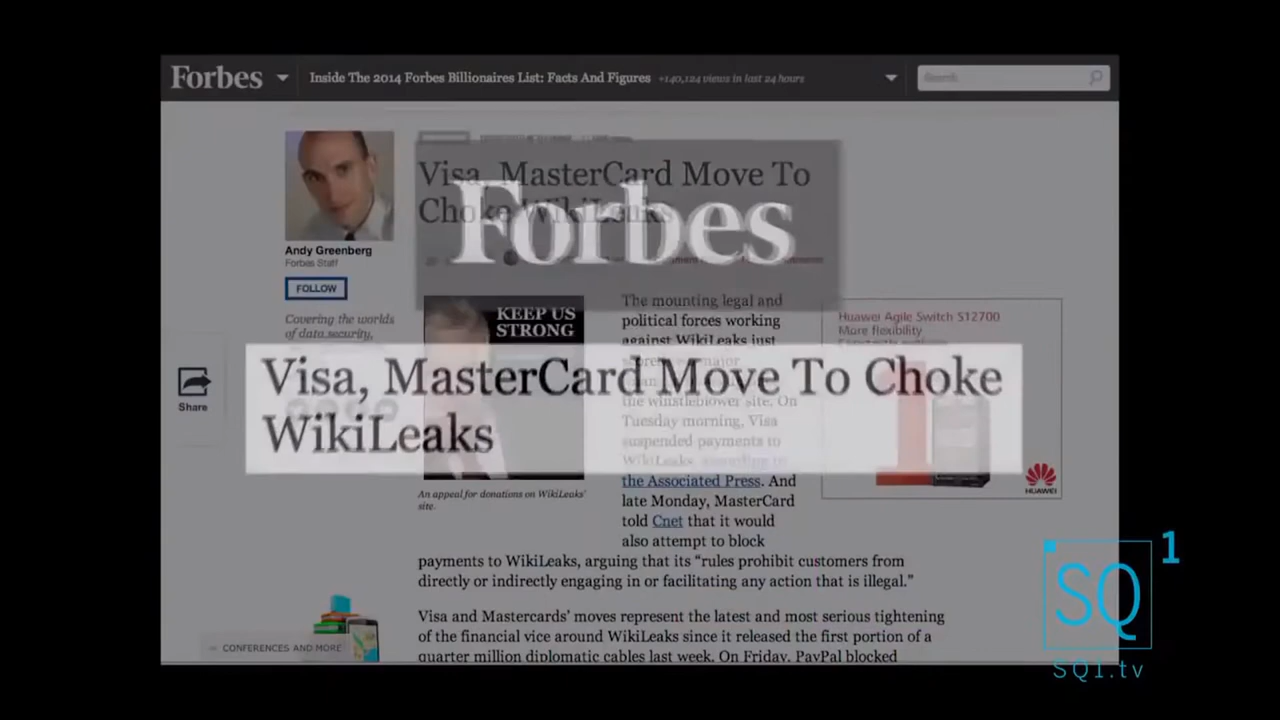 Forbes
Inside The 2014 Forbes Billionaires List: Facts And Figures +140,124 views in last 24 hours
Search
Visa, MasterCard Move To
Choke WikiLeaks
Forbes
Andy Greenberg
Forbes Staff
FOLLOW
Covering the worlds
of data security,
Share
KEEP US
STRONG
An appeal for donations on WikiLeaks'
site.
The mounting legal and
political forces working
against WikiLeaks just
the whistleblower site. On
Tuesday morning, Visa
suspended payments to
WikiLeaks, according to
the Associated Press. And
late Monday, MasterCard
told Cnet that it would
also attempt to block
payments to WikiLeaks, arguing that its “rules prohibit customers from
directly or indirectly engaging in or facilitating any action that is illegal.”
Visa and Mastercards’ moves represent the latest and most serious tightening
of the financial vice around WikiLeaks since it released the first portion of a
quarter million diplomatic cables last week. On Friday, PayPal blocked
Huawei Agile Switch S12700
More flexibility
HUAWEI
Visa, MasterCard Move To Choke
WikiLeaks
CONFERENCES AND MORE
SQ1
SQ1.tv